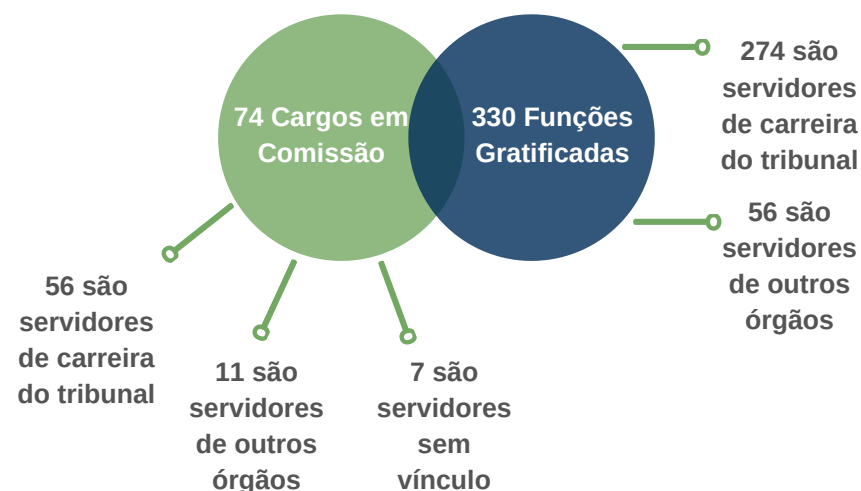 74 Cargos em
Comissão
330 Funções
Gratificadas
274 são
servidores
de carreira
do tribunal
56 são
servidores
de outros
órgãos
56 são
servidores
de carreira
do tribunal
11 são
servidores
de outros
órgãos
7 são
servidores
sem
vínculo